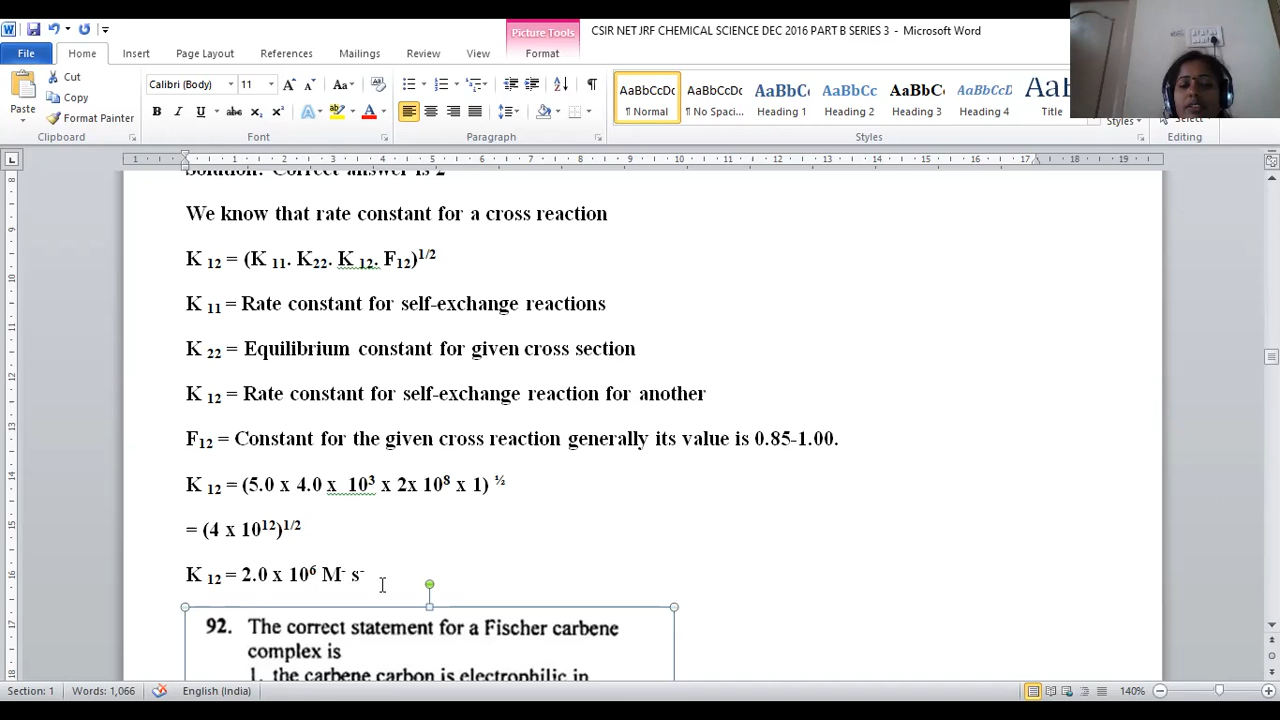 Picture Tools
CSIR NET JRF CHEMICAL SCIENCE DEC 2016 PART B SERIES 3 - Microsoft Word
File Home Insert Page Layout References Mailings Review View Format
Paste Cut Copy Format Painter
Calibri (Body) 11
AaBbCcDc AaBbCcDc AaBbC AaBbCc AaBbC AaBbCcD AaB
¶ Normal ¶ No Spaci... Heading 1 Heading 2 Heading 3 Heading 4 Title
Styles Select
Clipboard Font Paragraph Styles Editing
Solution: Correct answer is 2
We know that rate constant for a cross reaction
K 12 = (K 11. K22. K 12. F12)1/2
K 11 = Rate constant for self-exchange reactions
K 22 = Equilibrium constant for given cross section
K 12 = Rate constant for self-exchange reaction for another
F12 = Constant for the given cross reaction generally its value is 0.85-1.00.
K 12 = (5.0 x 4.0 x 10³ x 2x 10⁸ x 1) ½
= (4 x 10¹²)1/2
K 12 = 2.0 x 10⁶ M⁻ s⁻
92. The correct statement for a Fischer carbene
complex is
1. the carbene carbon is electrophilic in
Section: 1 Words: 1,066 English (India) 140%